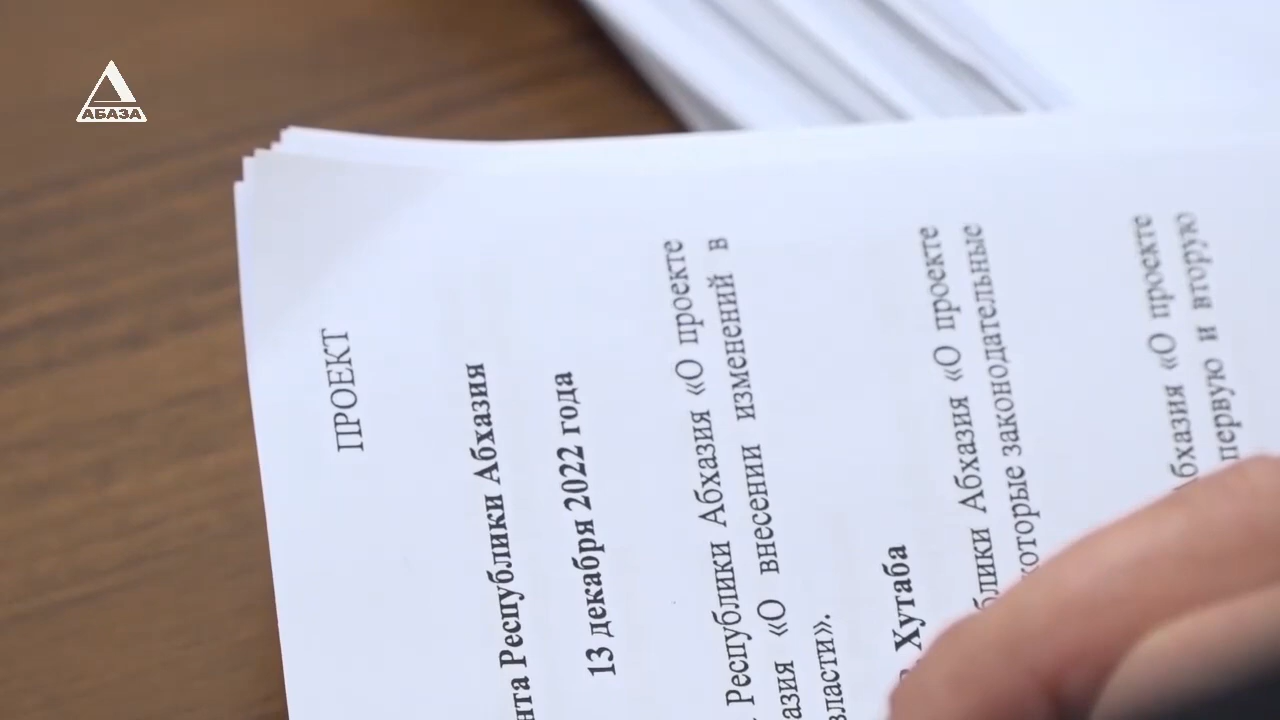 АБАЗА
ПРОЕКТ
нта Республики Абхазия
13 декабря 2022 года
Республики Абхазия «О проекте
азия «О внесении изменений в
власти».
Хутаба
блики Абхазия «О проекте
которые законодательные
Абхазия «О проекте
первую и вторую